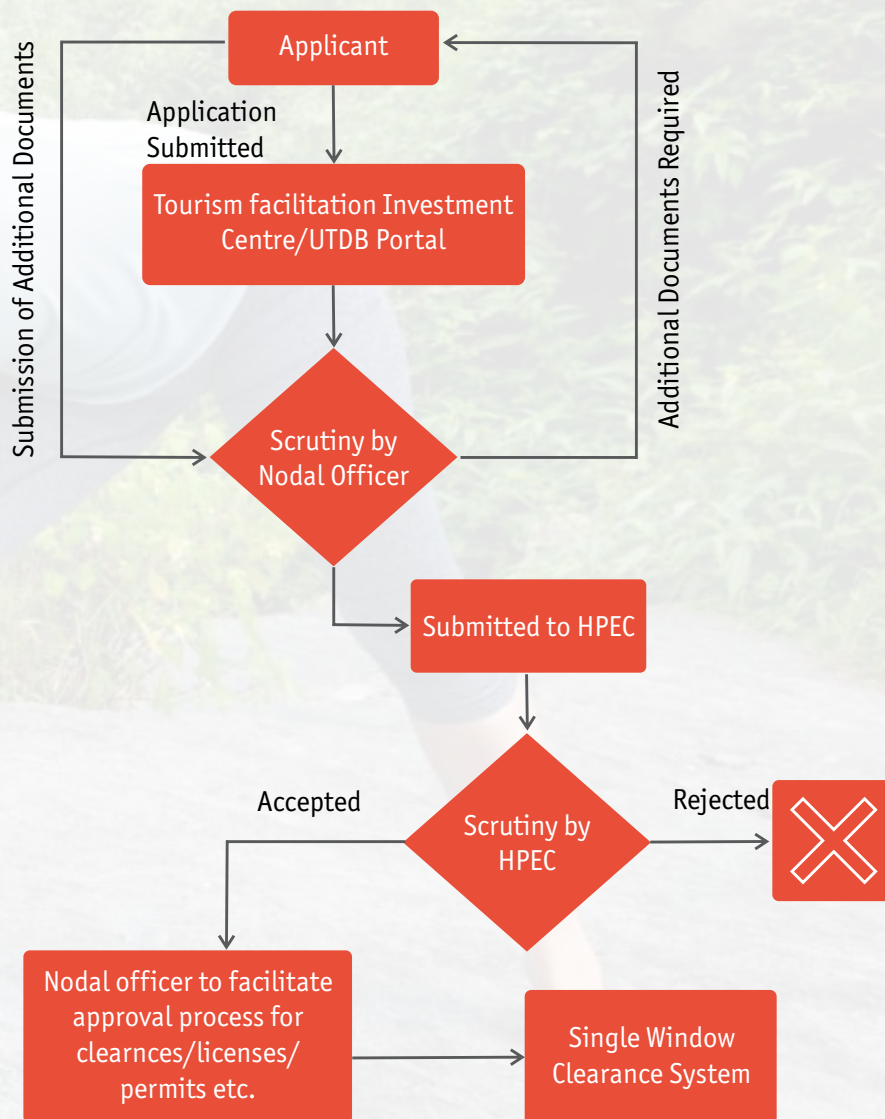 Applicant
Application
Submitted
Submission of Additional Documents
Additional Documents Required
Tourism facilitation Investment
Centre/UTDB Portal
Scrutiny by
Nodal Officer
Submitted to HPEC
Accepted
Scrutiny by
HPEC
Rejected
Nodal officer to facilitate
approval process for
clearnces/licenses/
permits etc.
Single Window
Clearance System